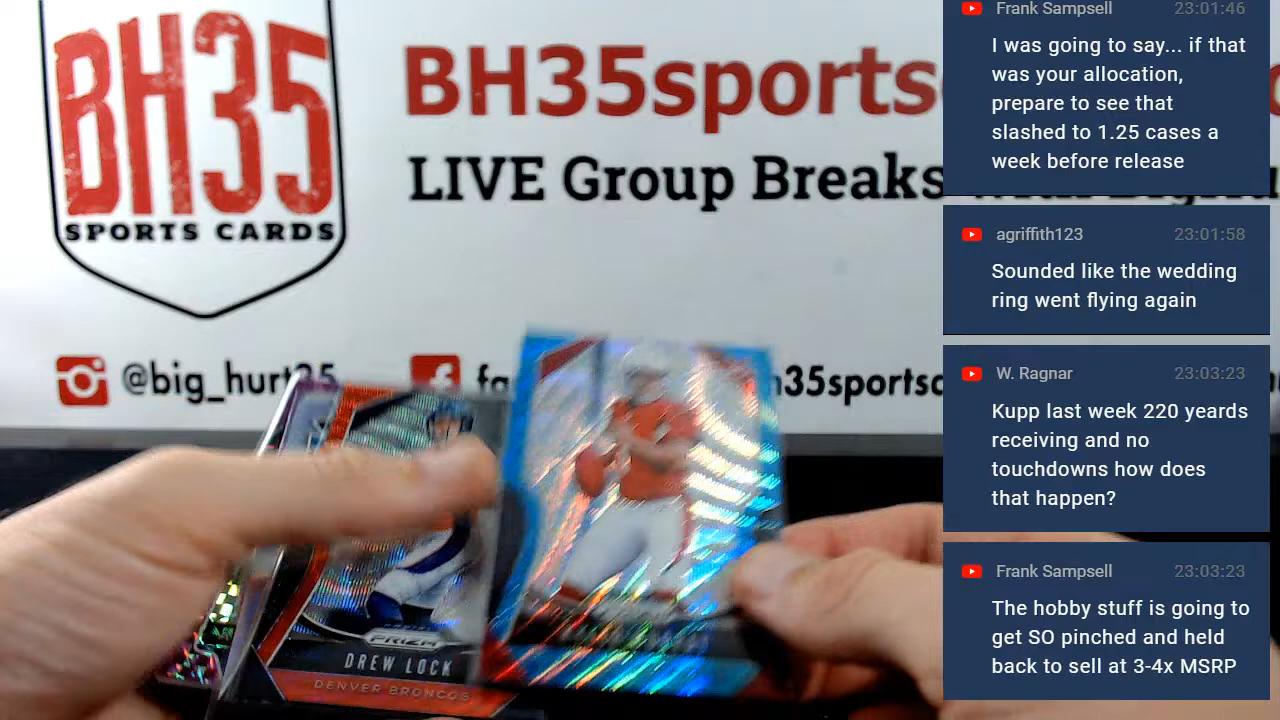 BH35
SPORTS CARDS
BH35sports
LIVE Group Breaks
@big_hurt35
fa
h35sportsc
PRIZM
DREW LOCK
DENVER BRONCOS
Frank Sampsell 23:01:46
I was going to say... if that
was your allocation,
prepare to see that
slashed to 1.25 cases a
week before release
agriffith123 23:01:58
Sounded like the wedding
ring went flying again
W. Ragnar 23:03:23
Kupp last week 220 yeards
receiving and no
touchdowns how does
that happen?
Frank Sampsell 23:03:23
The hobby stuff is going to
get SO pinched and held
back to sell at 3-4x MSRP